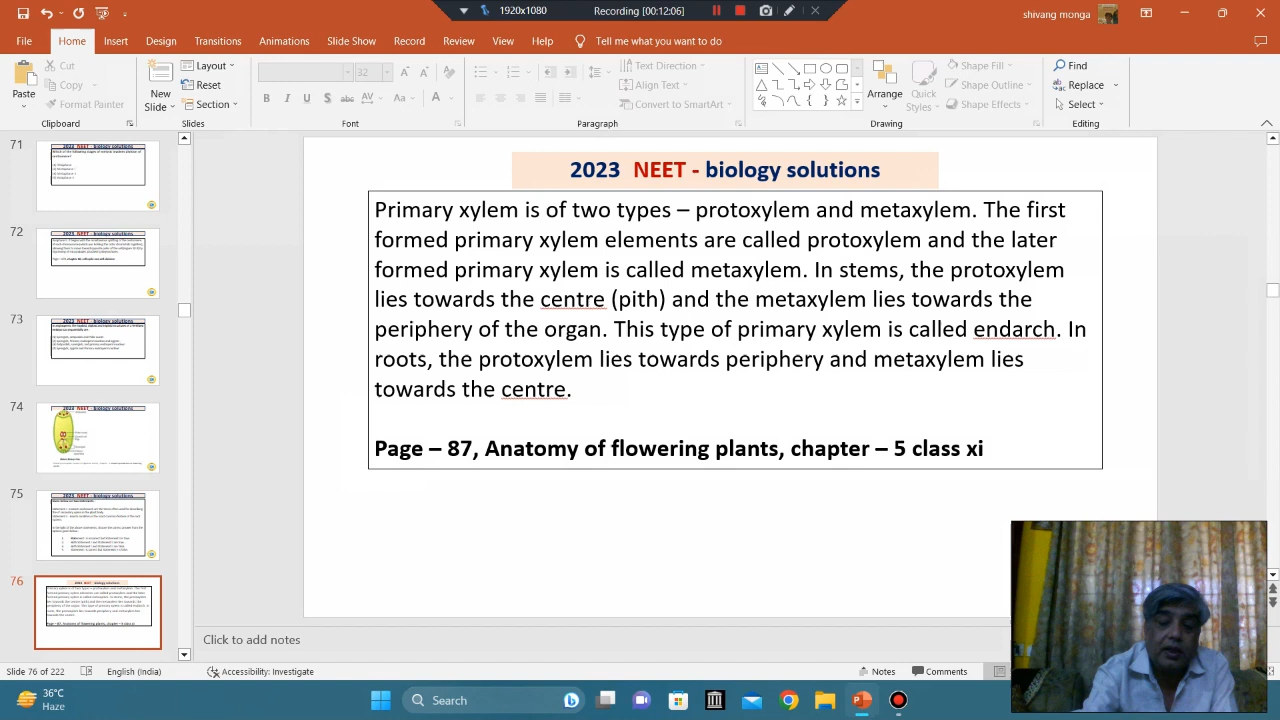 1920x1080
Recording [00:12:06]
shivang monga
File Home Insert Design Transitions Animations Slide Show Record Review View Help Tell me what you want to do
Paste
Cut
Copy
Format Painter
Clipboard
New Slide
Layout
Reset
Section
Slides
32
Font
Text Direction
Align Text
Convert to SmartArt
Paragraph
Arrange
Quick Styles
Shape Fill
Shape Outline
Shape Effects
Drawing
Find
Replace
Select
Editing
71
72
73
74
75
76
2023 NEET - biology solutions
Primary xylem is of two types – protoxylem and metaxylem. The first
formed primary xylem elements are called protoxylem and the later
formed primary xylem is called metaxylem. In stems, the protoxylem
lies towards the centre (pith) and the metaxylem lies towards the
periphery of the organ. This type of primary xylem is called endarch. In
roots, the protoxylem lies towards periphery and metaxylem lies
towards the centre.
Page – 87, Anatomy of flowering plants, chapter – 5 class xi
Click to add notes
Slide 76 of 222
English (India)
Accessibility: Investigate
Notes
Comments
36°C
Haze
Search